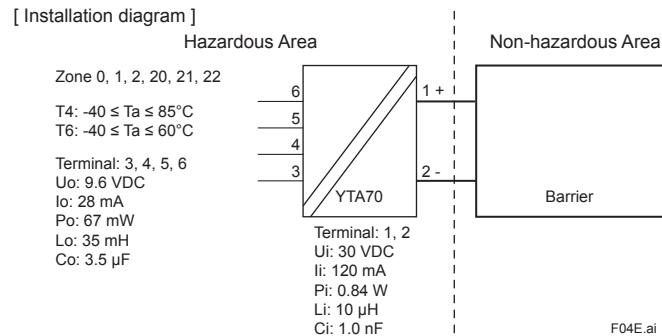 [ Installation diagram ]
Hazardous Area
Non-hazardous Area
Zone 0, 1, 2, 20, 21, 22
T4: -40 ≤ Ta ≤ 85°C
T6: -40 ≤ Ta ≤ 60°C
Terminal: 3, 4, 5, 6
Uo: 9.6 VDC
Io: 28 mA
Po: 67 mW
Lo: 35 mH
Co: 3.5 µF
6
5
4
3
1 +
2 -
YTA70
Barrier
Terminal: 1, 2
Ui: 30 VDC
Ii: 120 mA
Pi: 0.84 W
Li: 10 µH
Ci: 1.0 nF
F04E.ai